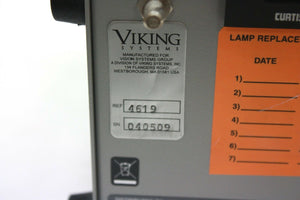 VIKING
SYSTEMS
MANUFACTURED FOR
VISION SYSTEMS GROUP
A DIVISION OF VIKING SYSTEMS, INC.
134 FLANDERS ROAD
WESTBOROUGH, MA 01581 USA
REF 4619
SN 040509
CURTIS
LAMP REPLACE
DATE
1)
2)
3)
4)
5)
6)
7)